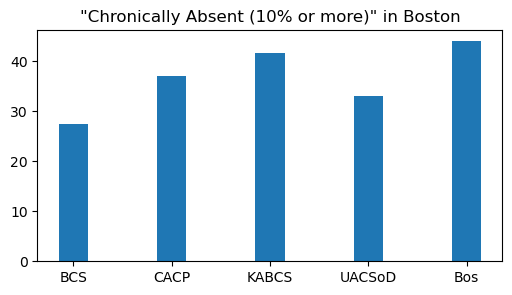 "Chronically Absent (10% or more)" in Boston
40
30
20
10
0
BCS CACP KABCS UACSoD Bos